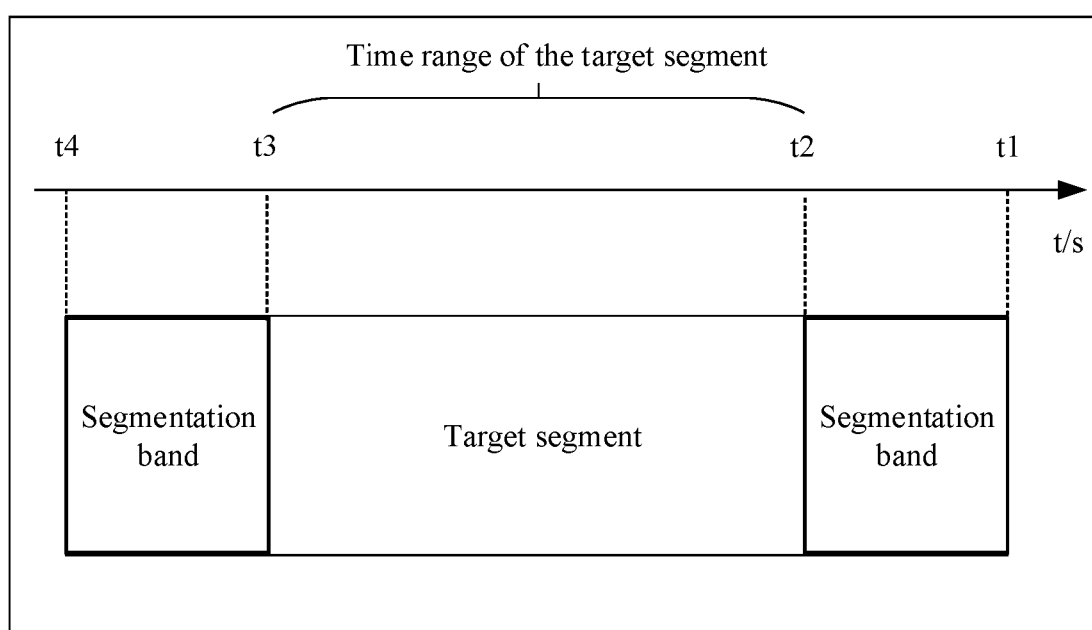 Time range of the target segment
t4
t3
t2
t1
t/s
Segmentation
band
Target segment
Segmentation
band